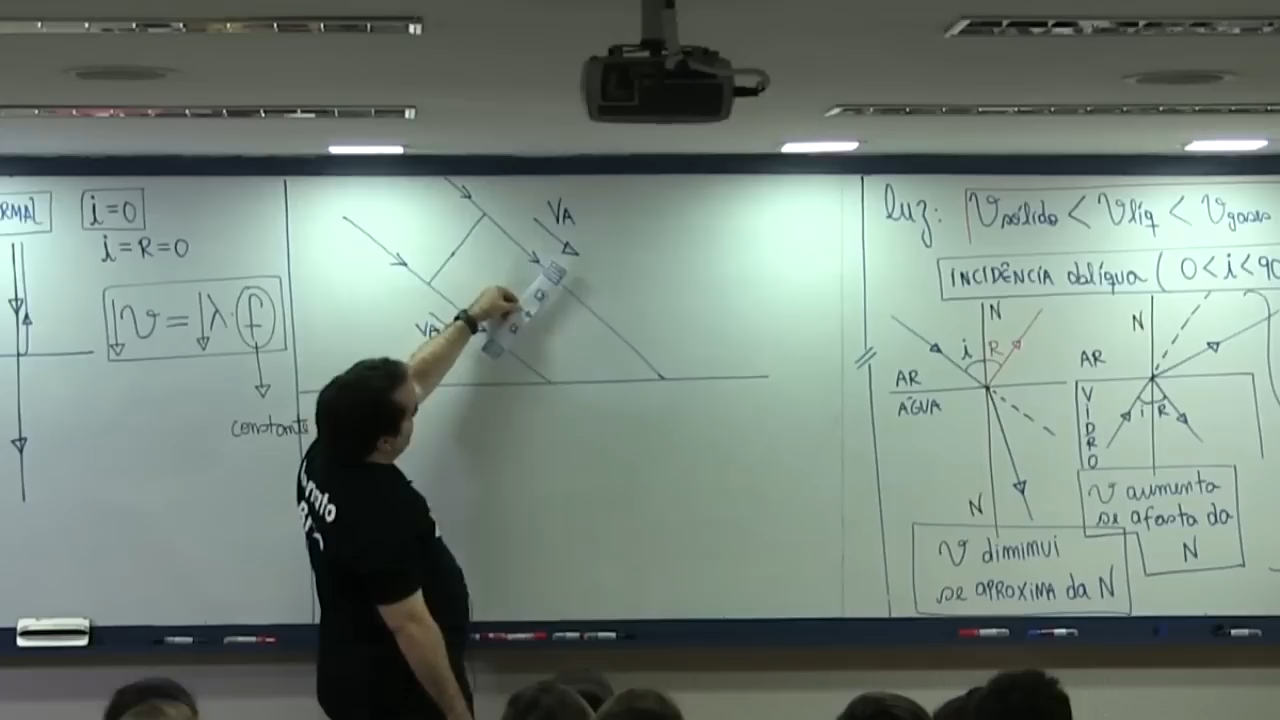 RMAL
i=0
i=R=0
v=λ·f
constante
VA
VA
luz: Vsólido < Vlíq < Vgases
INCIDÊNCIA oblíqua (0<i<90
N
i
R
AR
ÁGUA
N
N
AR
VIDRO
i
R
v aumenta
se afasta da
N
v diminui
se APROXIMA da N